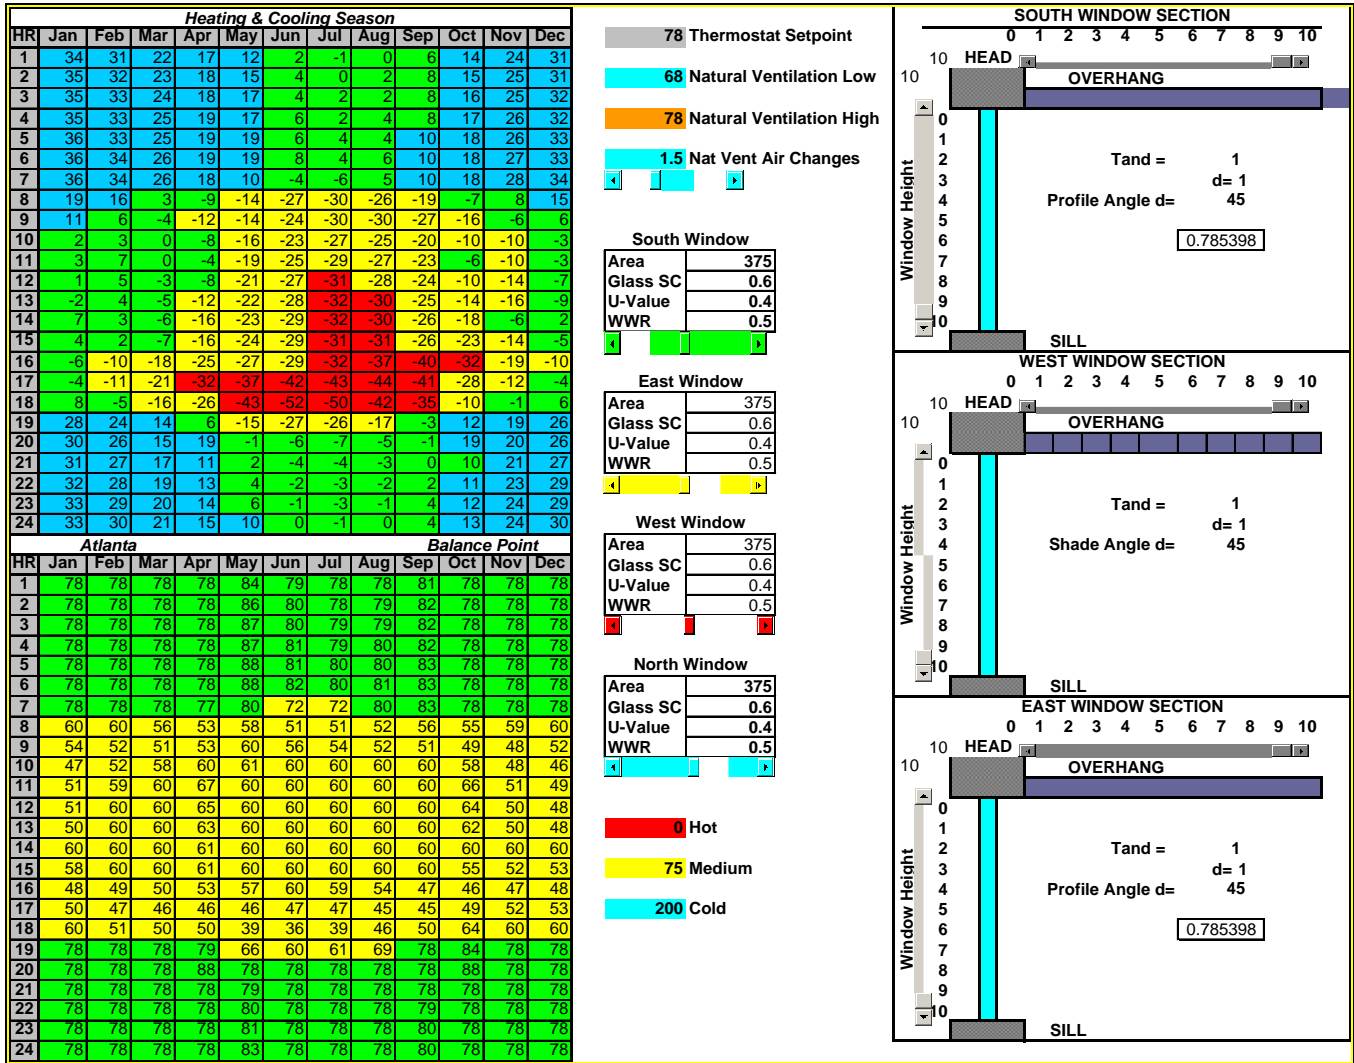 Heating & Cooling Season
HR Jan Feb Mar Apr May Jun Jul Aug Sep Oct Nov Dec
1 34 31 22 17 12 2 -1 0 6 14 24 31
2 35 32 23 18 15 4 0 2 8 15 25 31
3 35 33 24 18 17 4 2 2 8 16 25 32
4 35 33 25 19 17 6 2 4 8 17 26 32
5 36 33 25 19 19 6 4 4 10 18 26 33
6 36 34 26 19 19 8 4 6 10 18 27 33
7 36 34 26 18 10 -4 -6 5 10 18 28 34
8 19 16 3 -9 -14 -27 -30 -26 -19 -7 8 15
9 11 6 -4 -12 -14 -24 -30 -30 -27 -16 -6 6
10 2 3 0 -8 -16 -23 -27 -25 -20 -10 -10 -3
11 3 7 0 -4 -19 -25 -29 -27 -23 -6 -10 -3
12 1 5 -3 -8 -21 -27 -31 -28 -24 -10 -14 -7
13 -2 4 -5 -12 -22 -28 -32 -30 -25 -14 -16 -9
14 7 3 -6 -16 -23 -29 -32 -30 -26 -18 -6 2
15 4 2 -7 -16 -24 -29 -31 -31 -26 -23 -14 -5
16 -6 -10 -18 -25 -27 -29 -32 -37 -40 -32 -19 -10
17 -4 -11 -21 -32 -37 -42 -43 -44 -41 -28 -12 -4
18 8 -5 -16 -26 -43 -52 -50 -42 -35 -10 -1 6
19 28 24 14 6 -15 -27 -26 -17 -3 12 19 26
20 30 26 15 19 -1 -6 -7 -5 -1 19 20 26
21 31 27 17 11 2 -4 -4 -3 0 10 21 27
22 32 28 19 13 4 -2 -3 -2 2 11 23 29
23 33 29 20 14 6 -1 -3 -1 4 12 24 29
24 33 30 21 15 10 0 -1 0 4 13 24 30
Atlanta Balance Point
HR Jan Feb Mar Apr May Jun Jul Aug Sep Oct Nov Dec
1 78 78 78 78 84 79 78 78 81 78 78 78
2 78 78 78 78 86 80 78 79 82 78 78 78
3 78 78 78 78 87 80 79 79 82 78 78 78
4 78 78 78 78 87 81 79 80 82 78 78 78
5 78 78 78 78 88 81 80 80 83 78 78 78
6 78 78 78 78 88 82 80 81 83 78 78 78
7 78 78 78 77 80 72 72 80 83 78 78 78
8 60 60 56 53 58 51 51 52 56 55 59 60
9 54 52 51 53 60 56 54 52 51 49 48 52
10 47 52 58 60 61 60 60 60 60 58 48 46
11 51 59 60 67 60 60 60 60 60 66 51 49
12 51 60 60 65 60 60 60 60 60 64 50 48
13 50 60 60 63 60 60 60 60 60 62 50 48
14 60 60 60 61 60 60 60 60 60 60 60 60
15 58 60 60 61 60 60 60 60 60 55 52 53
16 48 49 50 53 57 60 59 54 47 46 47 48
17 50 47 46 46 46 47 47 45 45 49 52 53
18 60 51 50 50 39 36 39 46 50 64 60 60
19 78 78 78 79 66 60 61 69 78 84 78 78
20 78 78 78 88 78 78 78 78 78 88 78 78
21 78 78 78 78 79 78 78 78 78 78 78 78
22 78 78 78 78 80 78 78 78 79 78 78 78
23 78 78 78 78 81 78 78 78 80 78 78 78
24 78 78 78 78 83 78 78 78 80 78 78 78
78 Thermostat Setpoint
68 Natural Ventilation Low
78 Natural Ventilation High
1.5 Nat Vent Air Changes
South Window
Area 375
Glass SC 0.6
U-Value 0.4
WWR 0.5
East Window
Area 375
Glass SC 0.6
U-Value 0.4
WWR 0.5
West Window
Area 375
Glass SC 0.6
U-Value 0.4
WWR 0.5
North Window
Area 375
Glass SC 0.6
U-Value 0.4
WWR 0.5
0 Hot
75 Medium
200 Cold
SOUTH WINDOW SECTION
0 1 2 3 4 5 6 7 8 9 10
10 HEAD
10 OVERHANG
Window Height
0
1
2 Tand = 1
3 d= 1
4 Profile Angle d= 45
5
6 0.785398
7
8
9
10
SILL
WEST WINDOW SECTION
0 1 2 3 4 5 6 7 8 9 10
10 HEAD
10 OVERHANG
Window Height
0
1
2 Tand = 1
3 d= 1
4 Shade Angle d= 45
5
6
7
8
9
10
SILL
EAST WINDOW SECTION
0 1 2 3 4 5 6 7 8 9 10
10 HEAD
10 OVERHANG
Window Height
0
1
2 Tand = 1
3 d= 1
4 Profile Angle d= 45
5
6 0.785398
7
8
9
10
SILL